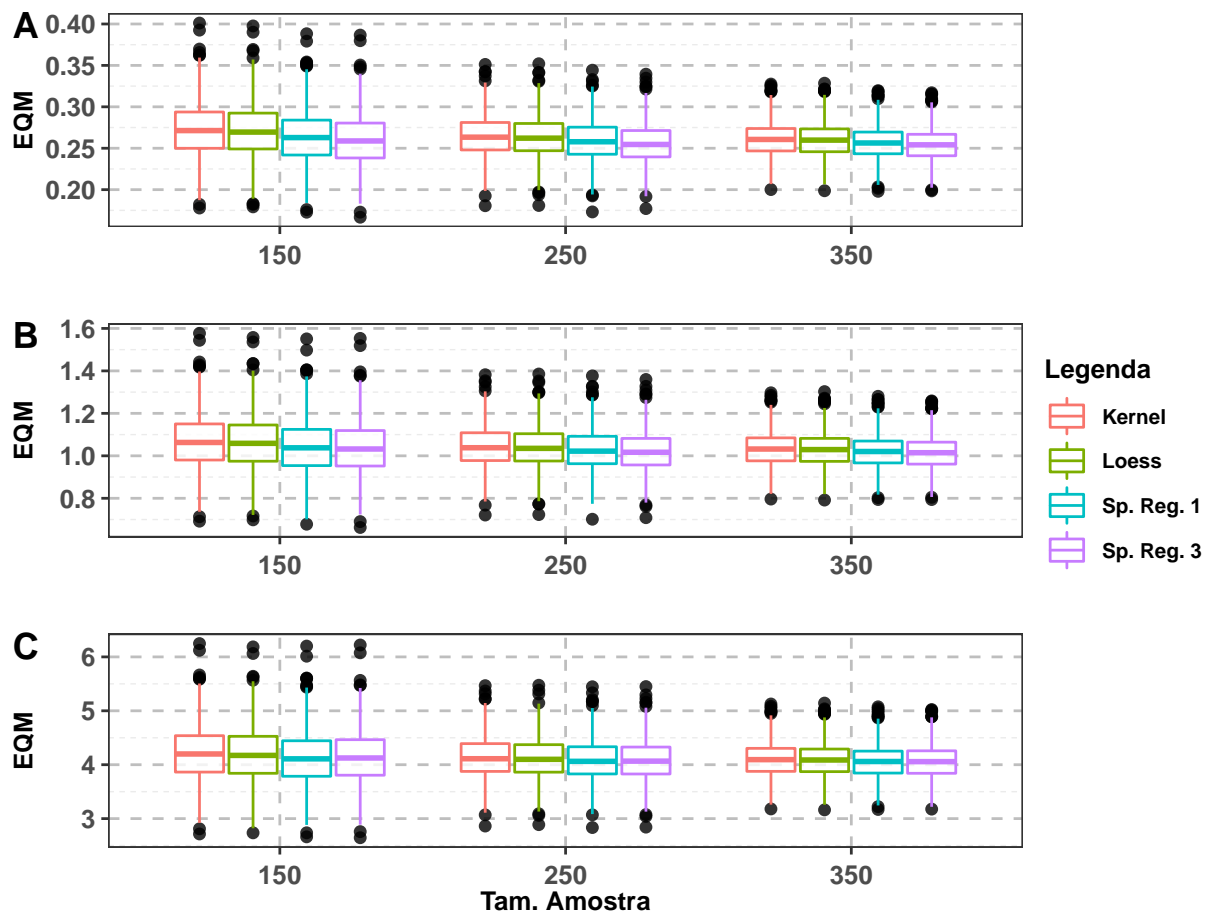 A
0.40
0.35
0.30
0.25
0.20
EQM
150
250
350
B
1.6
1.4
1.2
1.0
0.8
EQM
150
250
350
C
6
5
4
3
EQM
150
250
350
Tam. Amostra
Legenda
Kernel
Loess
Sp. Reg. 1
Sp. Reg. 3